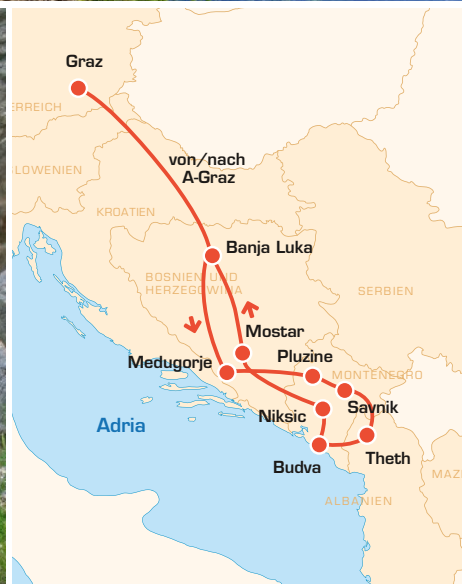 Graz
ERREICH
LOWENIEN
von/nach
A-Graz
KROATIEN
Banja Luka
BOSNIEN UND
HERZEGOWINA
SERBIEN
Mostar
Medugorje
Pluzine
MONTENEGRO
Savnik
Niksic
Adria
Theth
Budva
MAZ
ALBANIEN